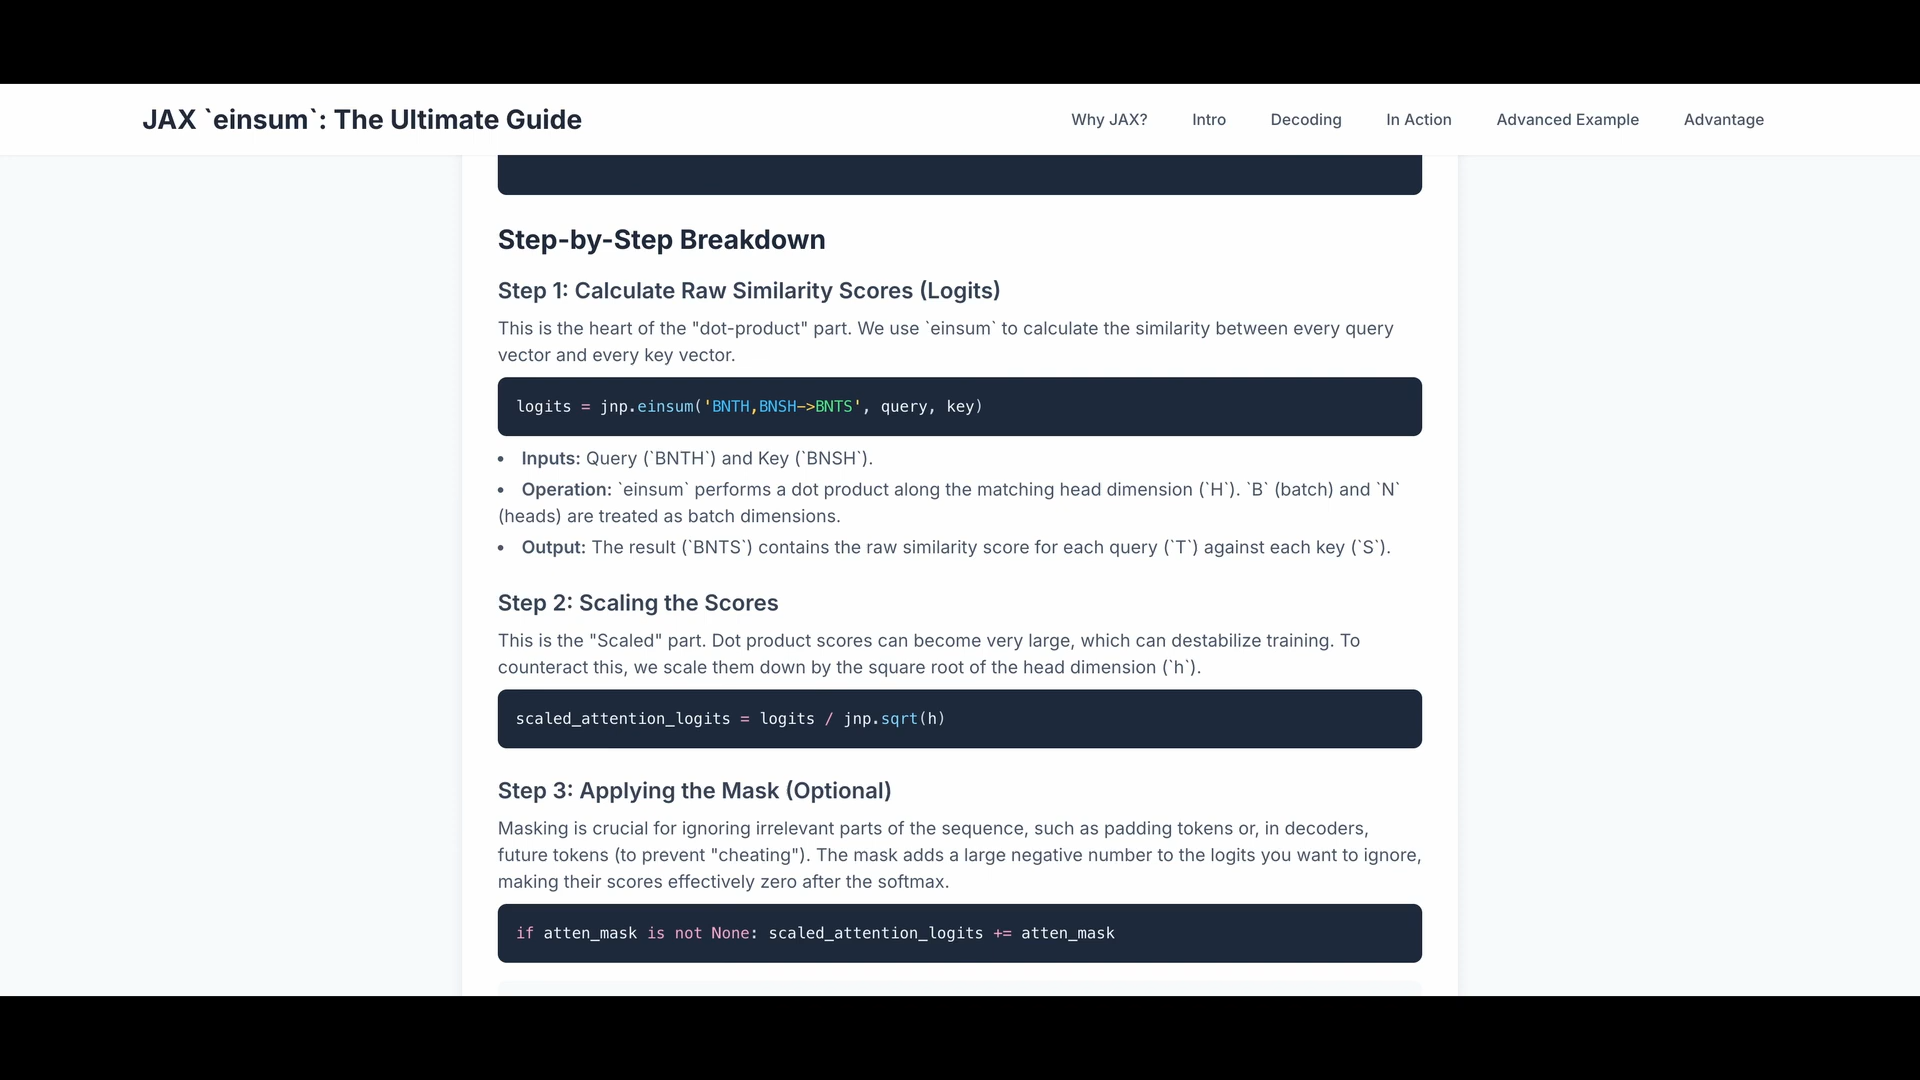 JAX `einsum`: The Ultimate Guide
Why JAX? Intro Decoding In Action Advanced Example Advantage
Step-by-Step Breakdown
Step 1: Calculate Raw Similarity Scores (Logits)
This is the heart of the "dot-product" part. We use `einsum` to calculate the similarity between every query
vector and every key vector.
logits = jnp.einsum('BNTH,BNSH->BNTS', query, key)
• Inputs: Query (`BNTH`) and Key (`BNSH`).
• Operation: `einsum` performs a dot product along the matching head dimension (`H`). `B` (batch) and `N`
(heads) are treated as batch dimensions.
• Output: The result (`BNTS`) contains the raw similarity score for each query (`T`) against each key (`S`).
Step 2: Scaling the Scores
This is the "Scaled" part. Dot product scores can become very large, which can destabilize training. To
counteract this, we scale them down by the square root of the head dimension (`h`).
scaled_attention_logits = logits / jnp.sqrt(h)
Step 3: Applying the Mask (Optional)
Masking is crucial for ignoring irrelevant parts of the sequence, such as padding tokens or, in decoders,
future tokens (to prevent "cheating"). The mask adds a large negative number to the logits you want to ignore,
making their scores effectively zero after the softmax.
if atten_mask is not None: scaled_attention_logits += atten_mask